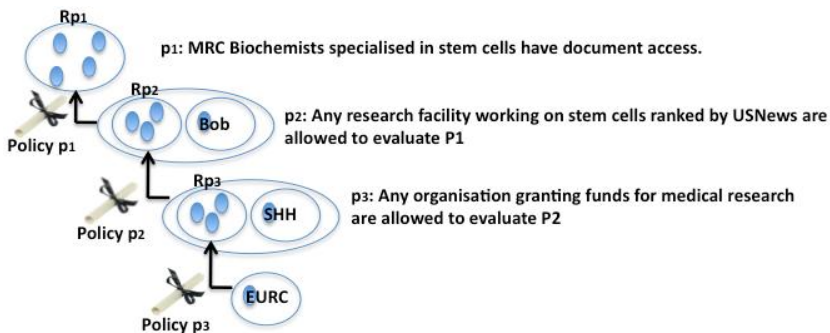 Rp1
p1: MRC Biochemists specialised in stem cells have document access.
Rp2
Bob
p2: Any research facility working on stem cells ranked by USNews are
allowed to evaluate P1
Policy p1
Rp3
SHH
p3: Any organisation granting funds for medical research
are allowed to evaluate P2
Policy p2
EURC
Policy p3